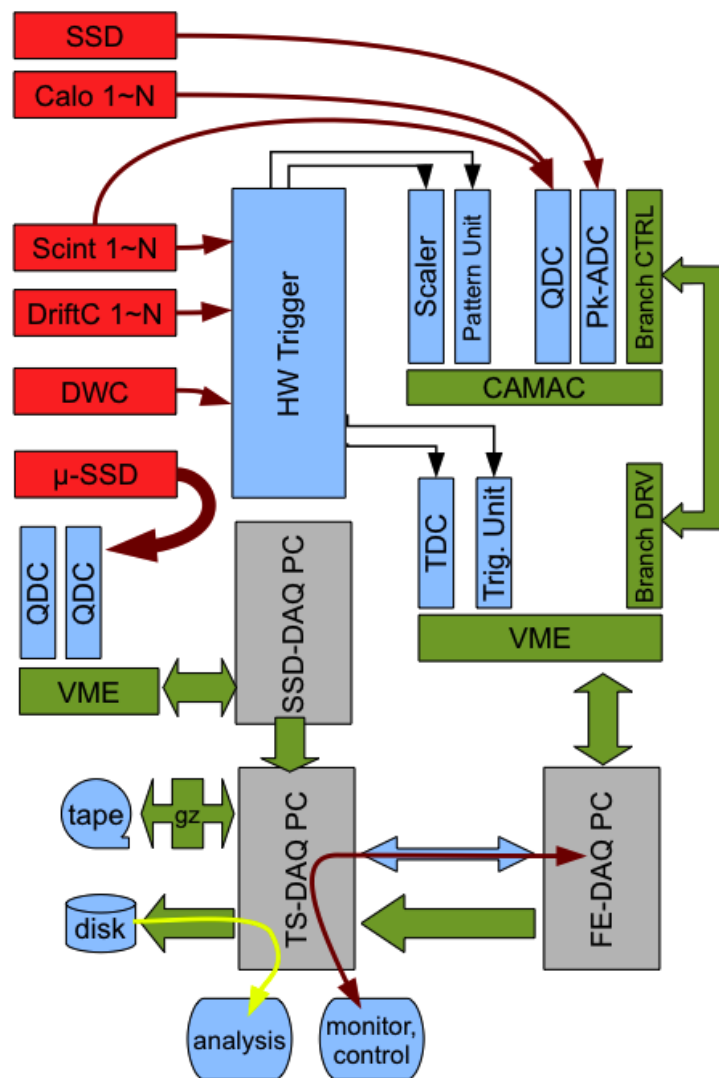 SSD
Calo 1~N
Scint 1~N
DriftC 1~N
DWC
μ-SSD
HW Trigger
Scaler
Pattern Unit
QDC
Pk-ADC
Branch CTRL
CAMAC
TDC
Trig. Unit
Branch DRV
VME
QDC
QDC
VME
SSD-DAQ PC
tape
gz
TS-DAQ PC
FE-DAQ PC
disk
analysis
monitor,
control